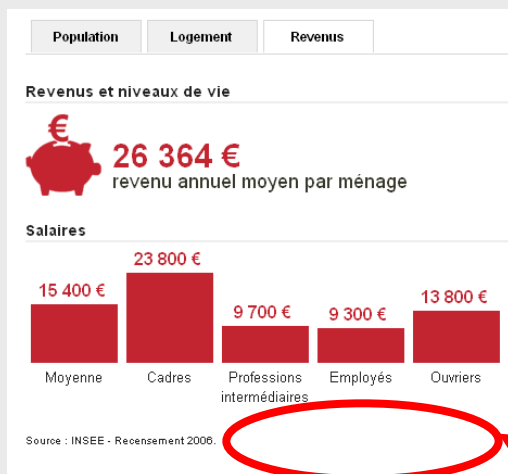 Population Logement Revenus
Revenus et niveaux de vie
€
26 364 €
revenu annuel moyen par ménage
Salaires
15 400 € 23 800 € 9 700 € 9 300 € 13 800 €
Moyenne Cadres Professions Employés Ouvriers
intermédiaires
Source : INSEE - Recensement 2006.